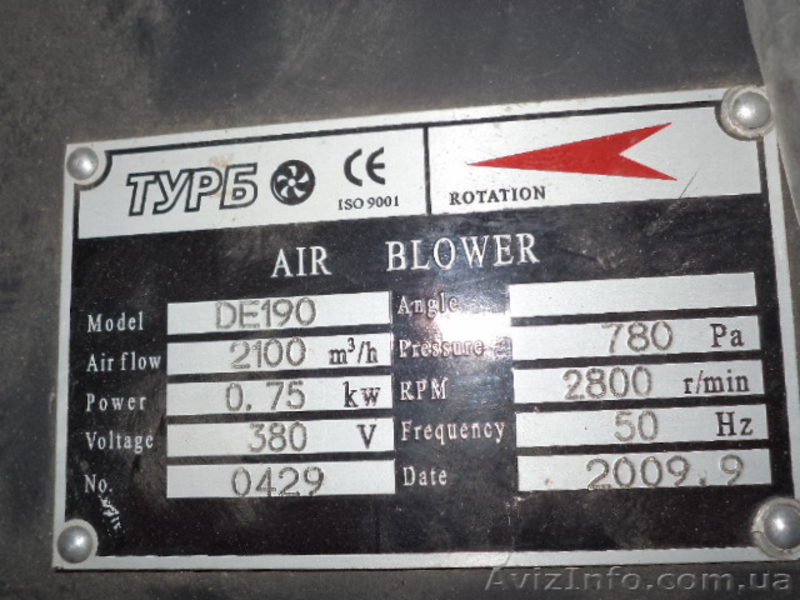 ТУРБ CE
ISO 9001
ROTATION
AIR BLOWER
Model DE190
Air flow 2100 m³/h
Power 0.75 kw
Voltage 380 V
No. 0429
Angle
Pressure 780 Pa
RPM 2800 r/min
Frequency 50 Hz
Date 2009.9
AvizInfo.com.ua